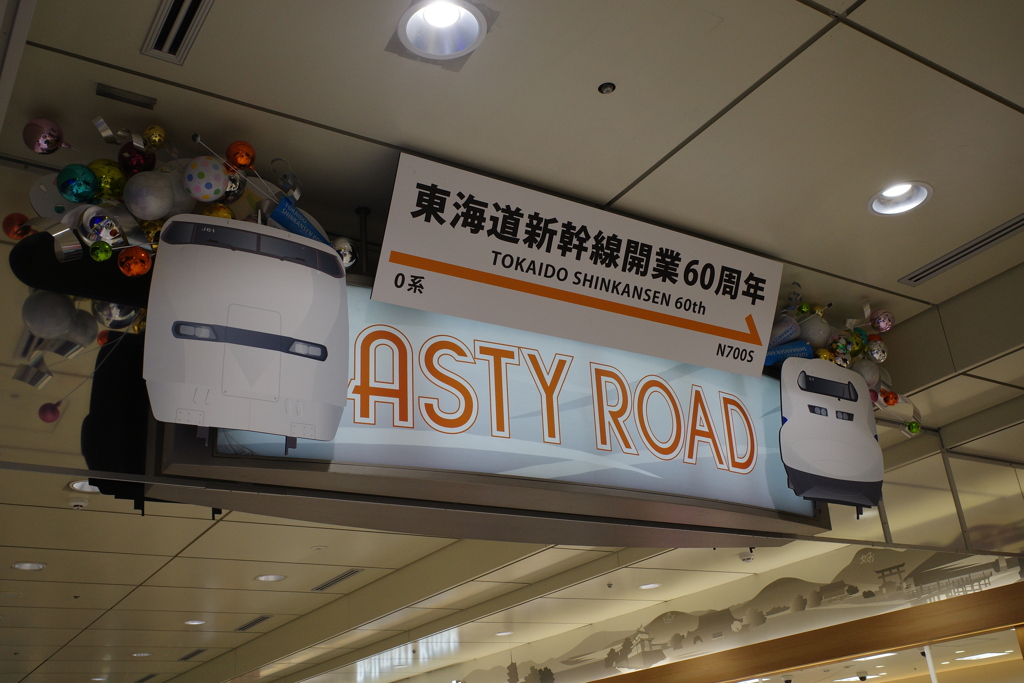 東海道新幹線開業60周年
TOKAIDO SHINKANSEN 60th
0系
N700S
ASTY ROAD
J61